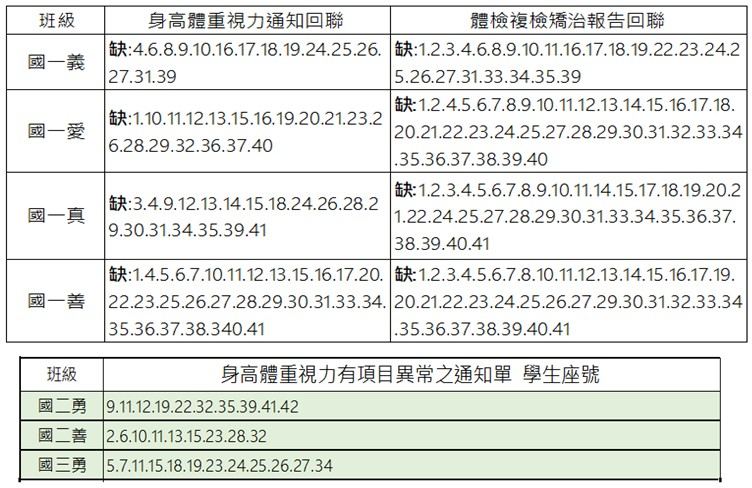 班級 身高體重視力通知回聯 體檢複檢矯治報告回聯
國一義
缺:4.6.8.9.10.16.17.18.19.24.25.26.
27.31.39
缺:1.2.3.4.6.8.9.10.11.16.17.18.19.22.23.24.2
5.26.27.31.33.34.35.39
國一愛
缺:1.10.11.12.13.15.16.19.20.21.23.2
6.28.29.32.36.37.40
缺:1.2.4.5.6.7.8.9.10.11.12.13.14.15.16.17.18.
20.21.22.23.24.25.27.28.29.30.31.32.33.34
.35.36.37.38.39.40
國一真
缺:3.4.9.12.13.14.15.18.24.26.28.2
9.30.31.34.35.39.41
缺:1.2.3.4.5.6.7.8.9.10.11.14.15.17.18.19.20.2
1.22.24.25.27.28.29.30.31.33.34.35.36.37.
38.39.40.41
國一善
缺:1.4.5.6.7.10.11.12.13.15.16.17.20.
22.23.25.26.27.28.29.30.31.33.34.
35.36.37.38.340.41
缺:1.2.3.4.5.6.7.8.10.11.12.13.14.15.16.17.19.
20.21.22.23.24.25.26.27.29.30.31.32.33.34
.35.36.37.38.39.40.41
班級 身高體重視力有項目異常之通知單 學生座號
國二勇 9.11.12.19.22.32.35.39.41.42
國二善 2.6.10.11.13.15.23.28.32
國三勇 5.7.11.15.18.19.23.24.25.26.27.34